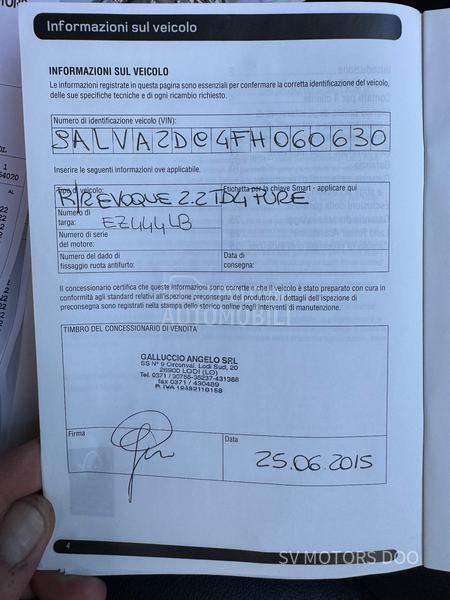 Informazioni sul veicolo
INFORMAZIONI SUL VEICOLO
Le informazioni registrate in questa pagina sono essenziali per confermare la corretta identificazione del veicolo,
delle sue specifiche tecniche e di ogni ricambio richiesto.
Numero di identificazione veicolo (VIN):
SALVA2D@4FH060630
Inserire le seguenti informazioni ove applicabile.
Tipo di veicolo:
Etichetta per la chiave Smart - applicare qui
R/R EVOQUE 2.2 TD4 PURE
Numero di
targa: EZ444LB
Numero di serie
del motore:
Numero del dado di
fissaggio ruota antifurto:
Data di
consegna:
Il concessionario certifica che queste informazioni sono corrette e che il veicolo è stato preparato con cura in
conformità agli standard relativi all'ispezione preconsegna del produttore. I dettagli dell'ispezione di
preconsegna sono registrati nella stampa dello storico online degli interventi di manutenzione.
AUTOMOBILI
TIMBRO DEL CONCESSIONARIO DI VENDITA
GALLUCCIO ANGELO SRL
SS N° 9 Circonval. Lodi Sud, 20
26900 LODI (LO)
Tel. 0371 / 30755-35237-431388
fax 0371 / 430489
P. IVA 12492110158
Firma
Data
25.06.2015
4
SV MOTORS DOO